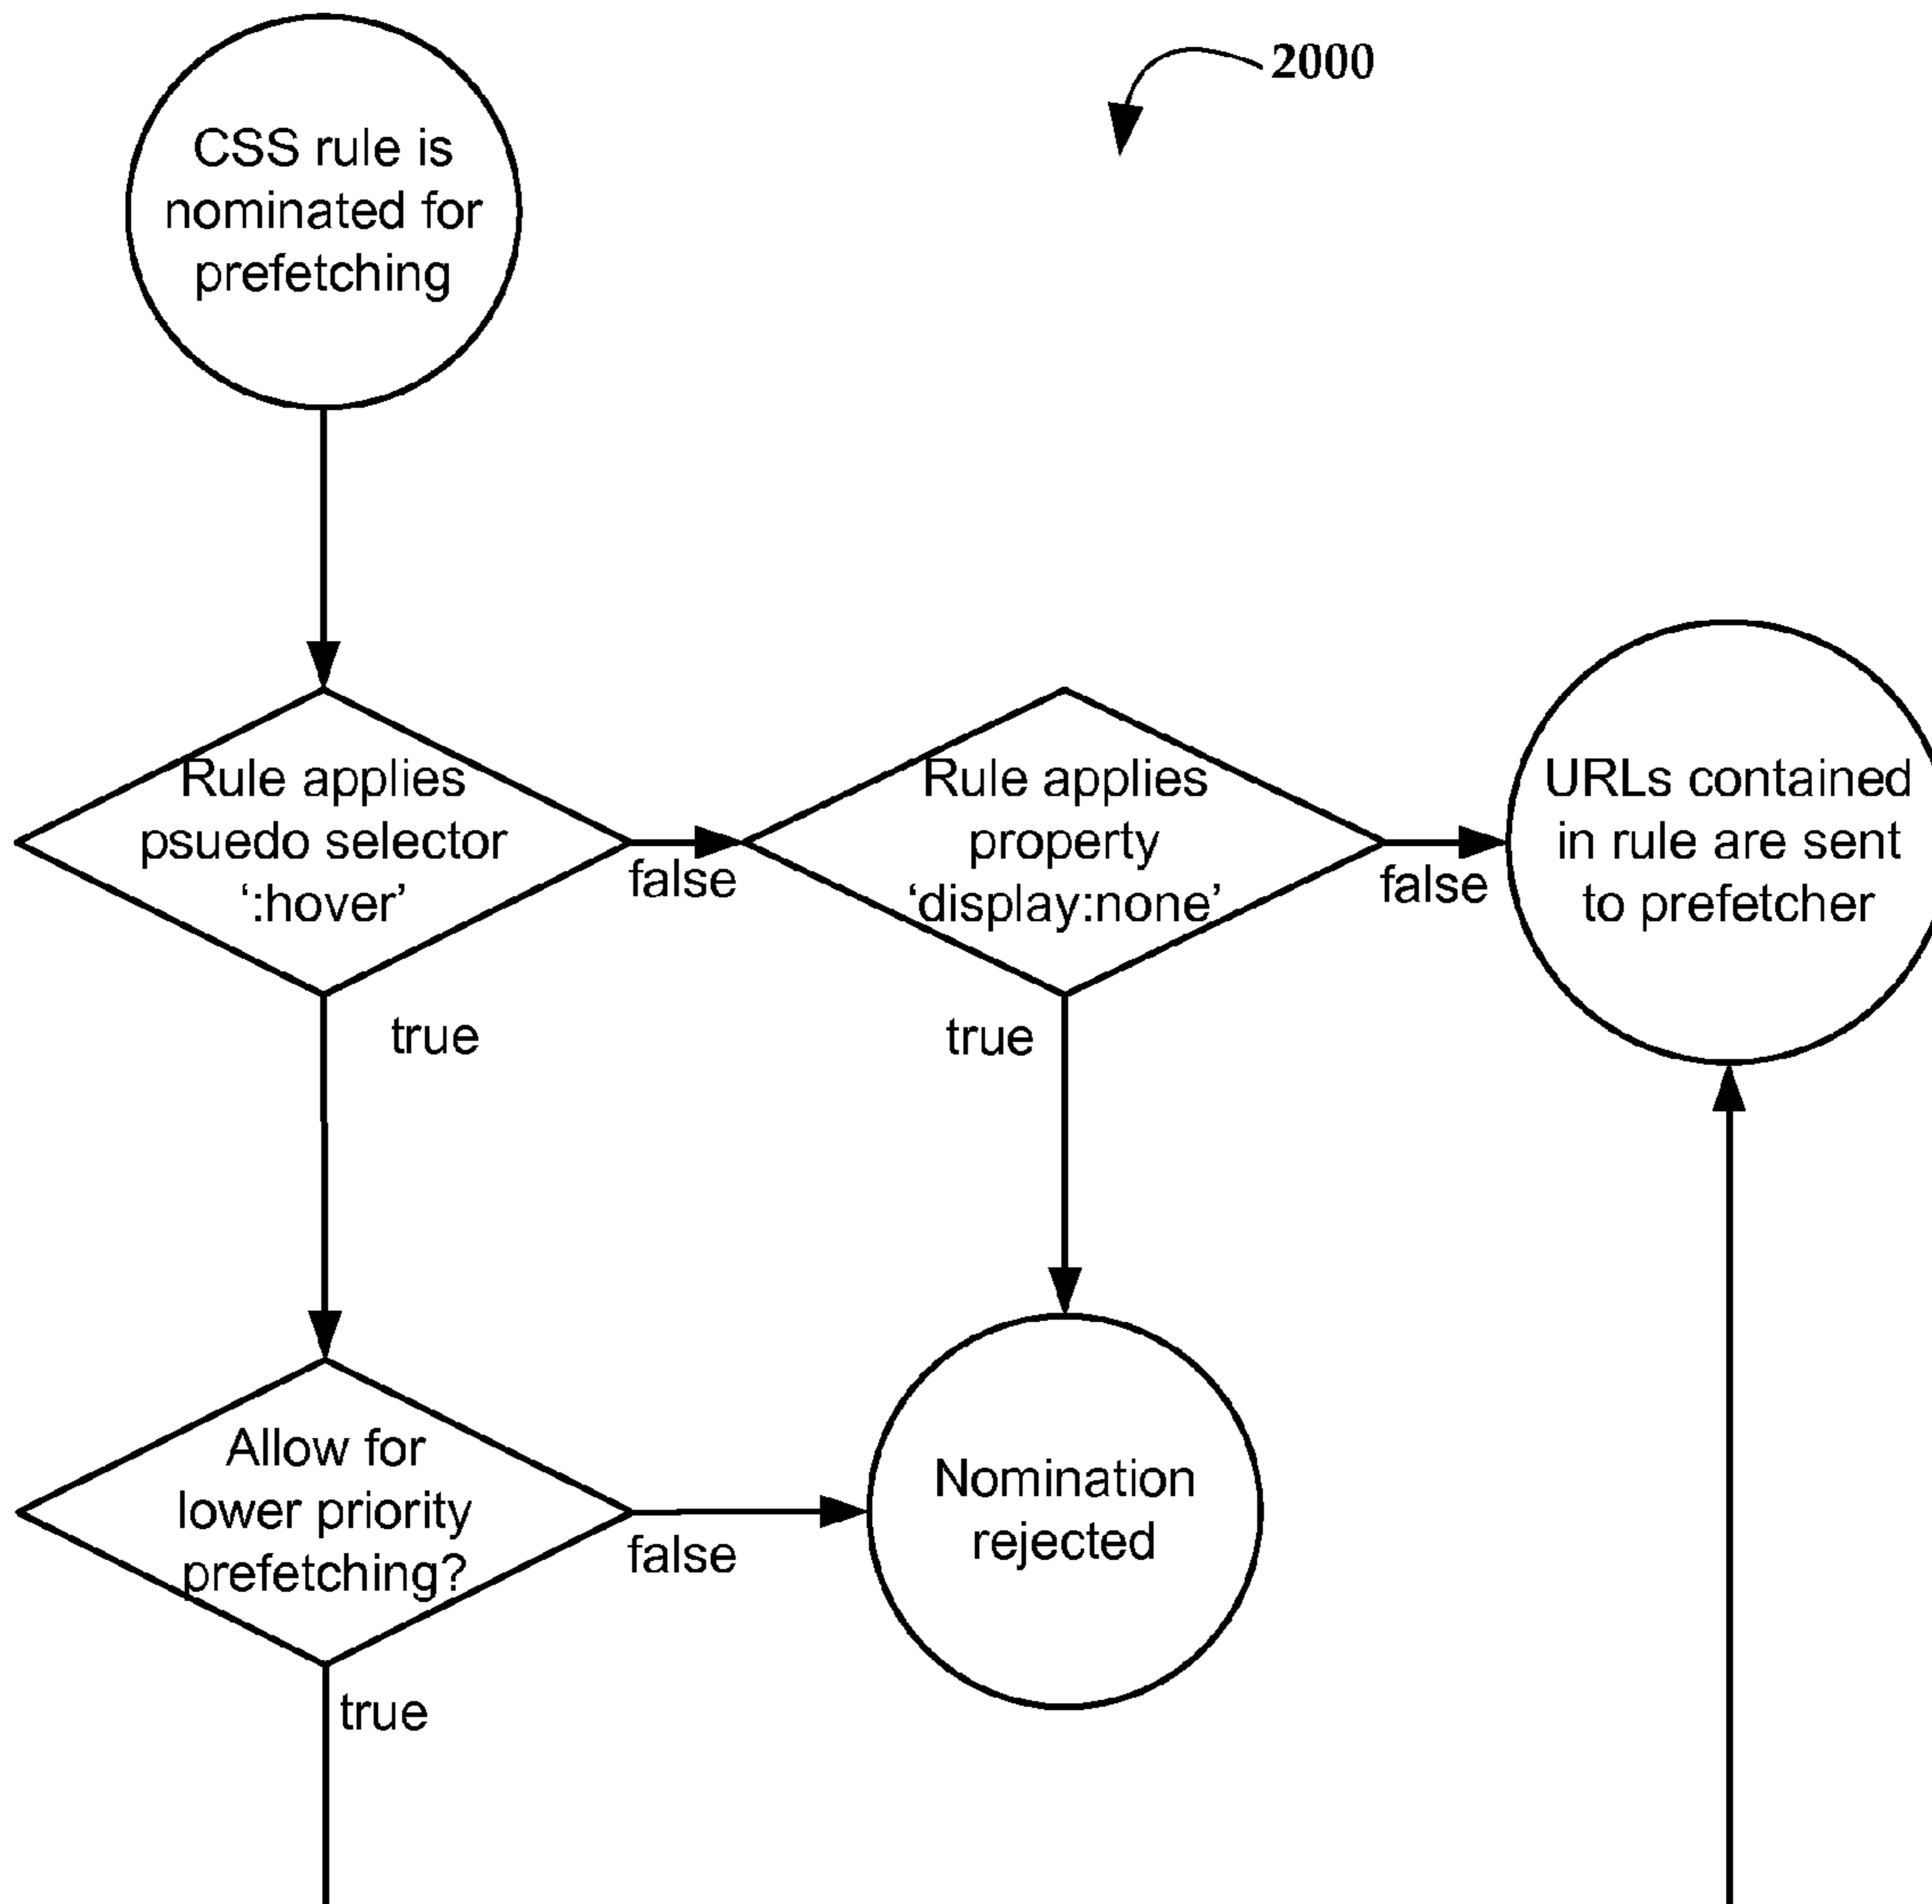 2000
CSS rule is
nominated for
prefetching
Rule applies
psuedo selector
‘:hover’
false
Rule applies
property
‘display:none’
false
URLs contained
in rule are sent
to prefetcher
true
true
Allow for
lower priority
prefetching?
false
Nomination
rejected
true